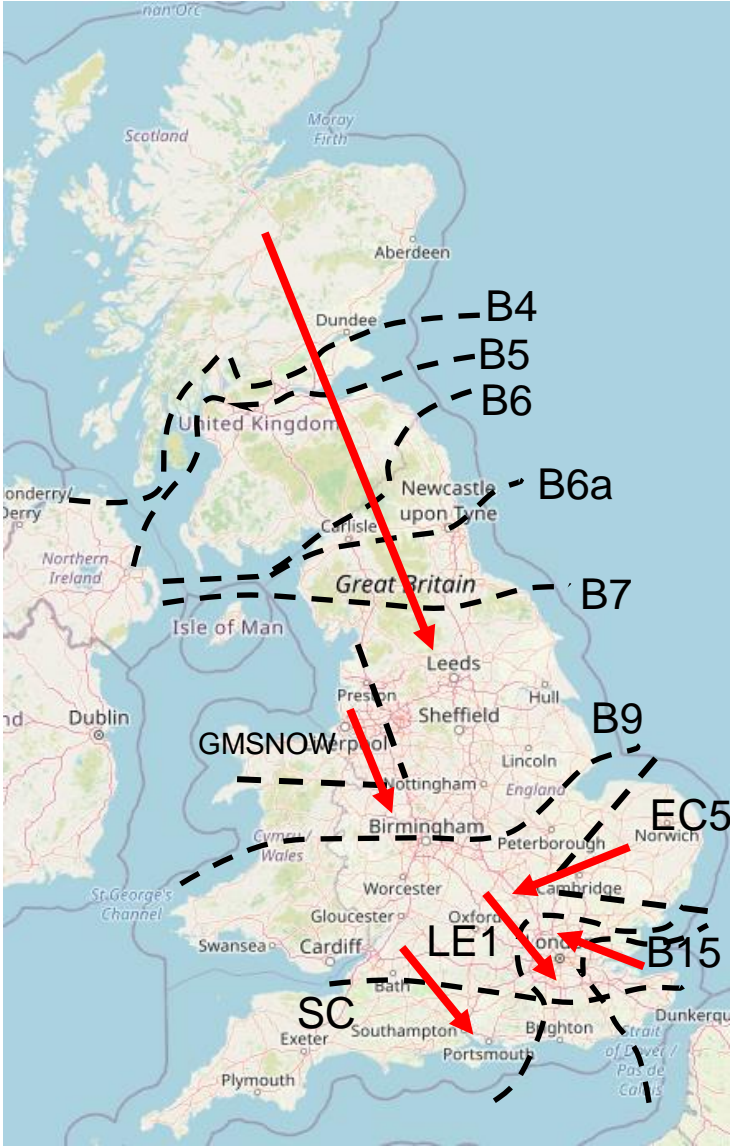 nan Orc
Moray
Firth
Scotland
Aberdeen
B4
Dundee
B5
B6
United Kingdom
B6a
Newcastle
upon Tyne
onderry/
Derry
Carlisle
Northern
Ireland
Great Britain
B7
Isle of Man
Leeds
Preston
Hull
Sheffield
B9
nd
Dublin
GMSNOW
erpool
Lincoln
Nottingham
England
EC5
Norwich
Birmingham
Peterborough
Cymru /
Wales
St George's
Channel
Worcester
Cambridge
Gloucester
Oxford
LE1
Swansea
Cardiff
B15
Bath
SC
Southampton
Brighton
Dunkerqu
Exeter
Portsmouth
Strait
of Dover /
Pas de
Calais
Plymouth